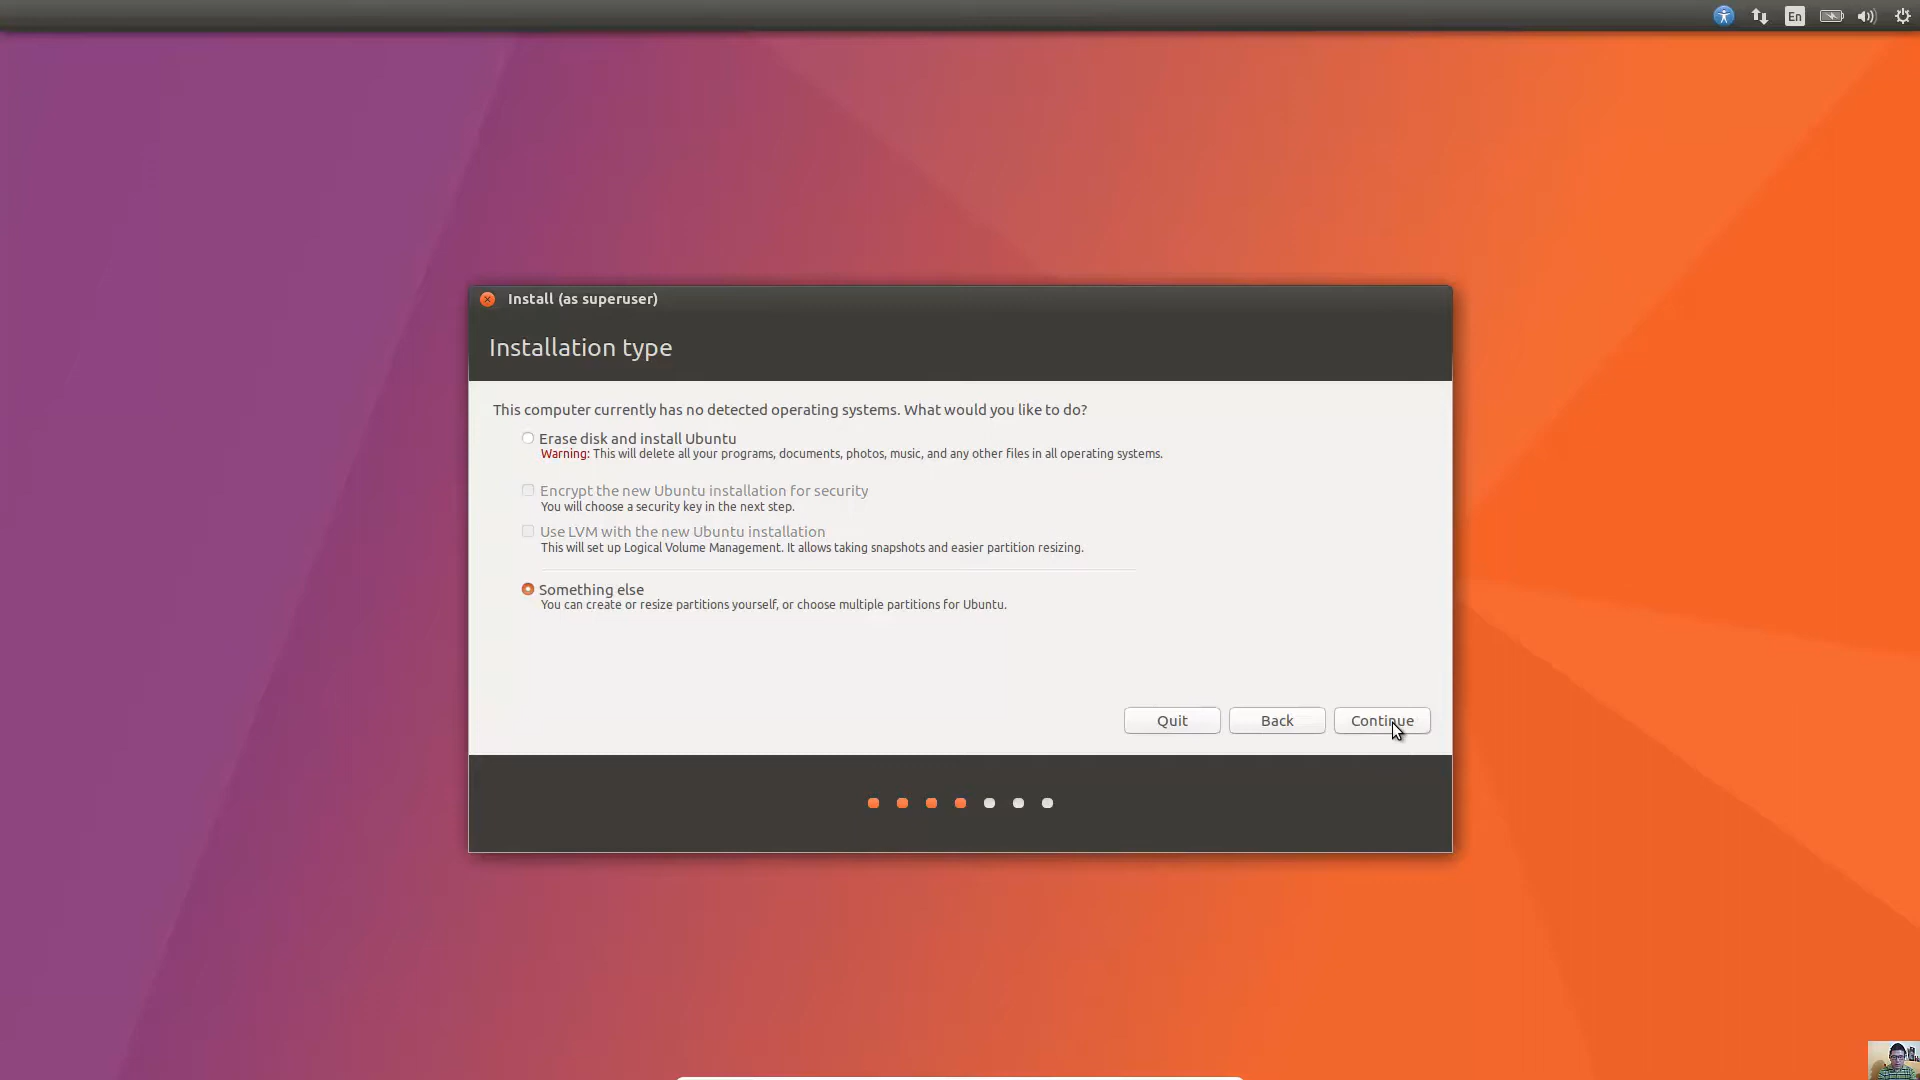 En
Install (as superuser)
Installation type
This computer currently has no detected operating systems. What would you like to do?
Erase disk and install Ubuntu
Warning: This will delete all your programs, documents, photos, music, and any other files in all operating systems.
Encrypt the new Ubuntu installation for security
You will choose a security key in the next step.
Use LVM with the new Ubuntu installation
This will set up Logical Volume Management. It allows taking snapshots and easier partition resizing.
Something else
You can create or resize partitions yourself, or choose multiple partitions for Ubuntu.
Quit Back Continue